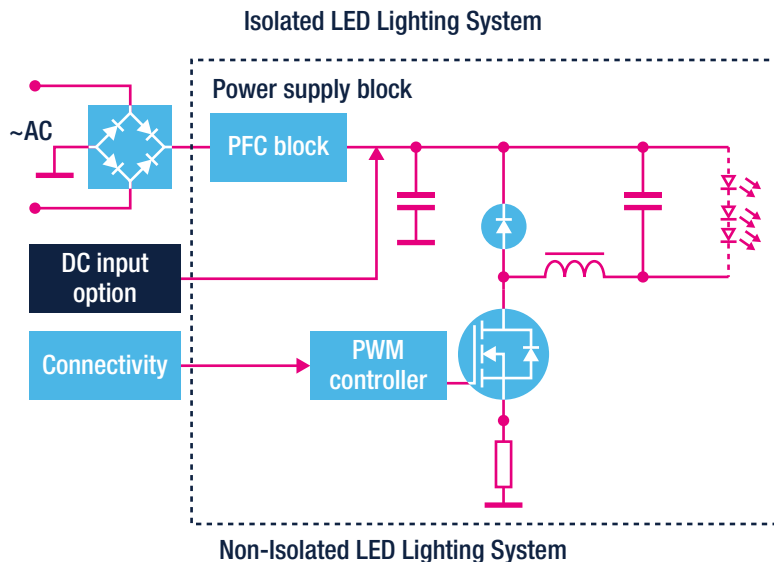 Isolated LED Lighting System
Power supply block
~AC
PFC block
DC input
option
Connectivity
PWM
controller
Non-Isolated LED Lighting System